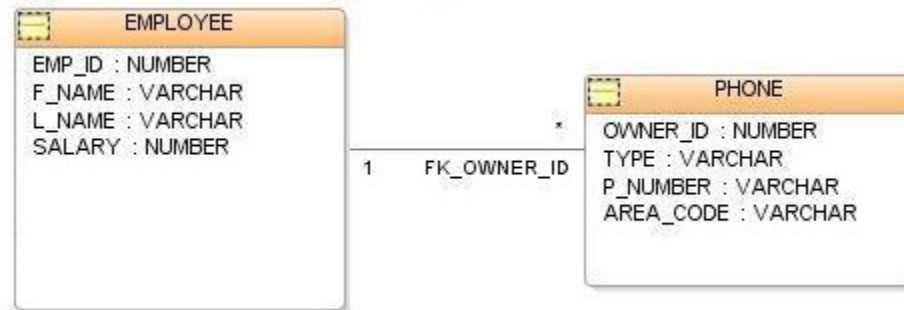 EMPLOYEE
EMP_ID : NUMBER
F_NAME : VARCHAR
L_NAME : VARCHAR
SALARY : NUMBER
1 FK_OWNER_ID *
PHONE
OWNER_ID : NUMBER
TYPE : VARCHAR
P_NUMBER : VARCHAR
AREA_CODE : VARCHAR